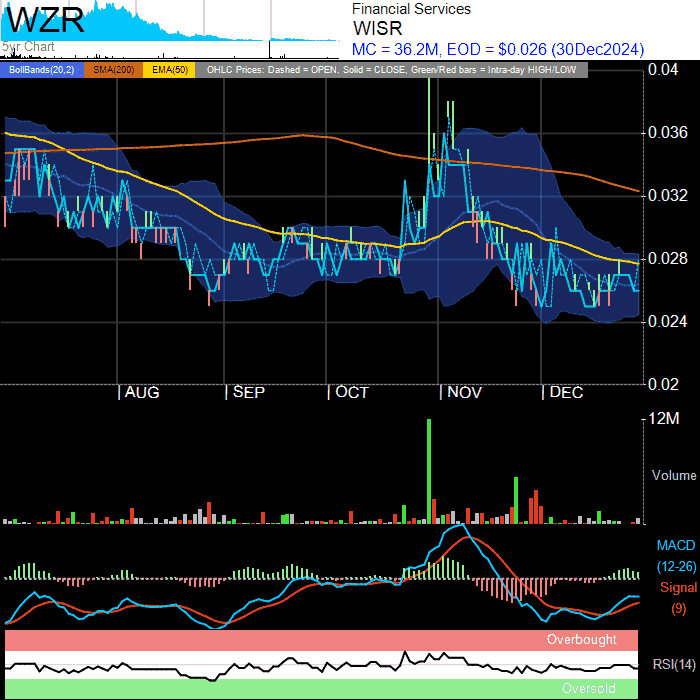 WZR
5yr Chart
Financial Services
WISR
MC = 36.2M, EOD = $0.026 (30Dec2024)
BollBands(20,2) SMA(200) EMA(50) OHLC Prices: Dashed = OPEN, Solid = CLOSE, Green/Red bars = Intra-day HIGH/LOW
0.04
0.036
0.032
0.028
0.024
0.02
AUG SEP OCT NOV DEC
12M
Volume
MACD
(12-26)
Signal
(9)
Overbought
RSI(14)
Oversold